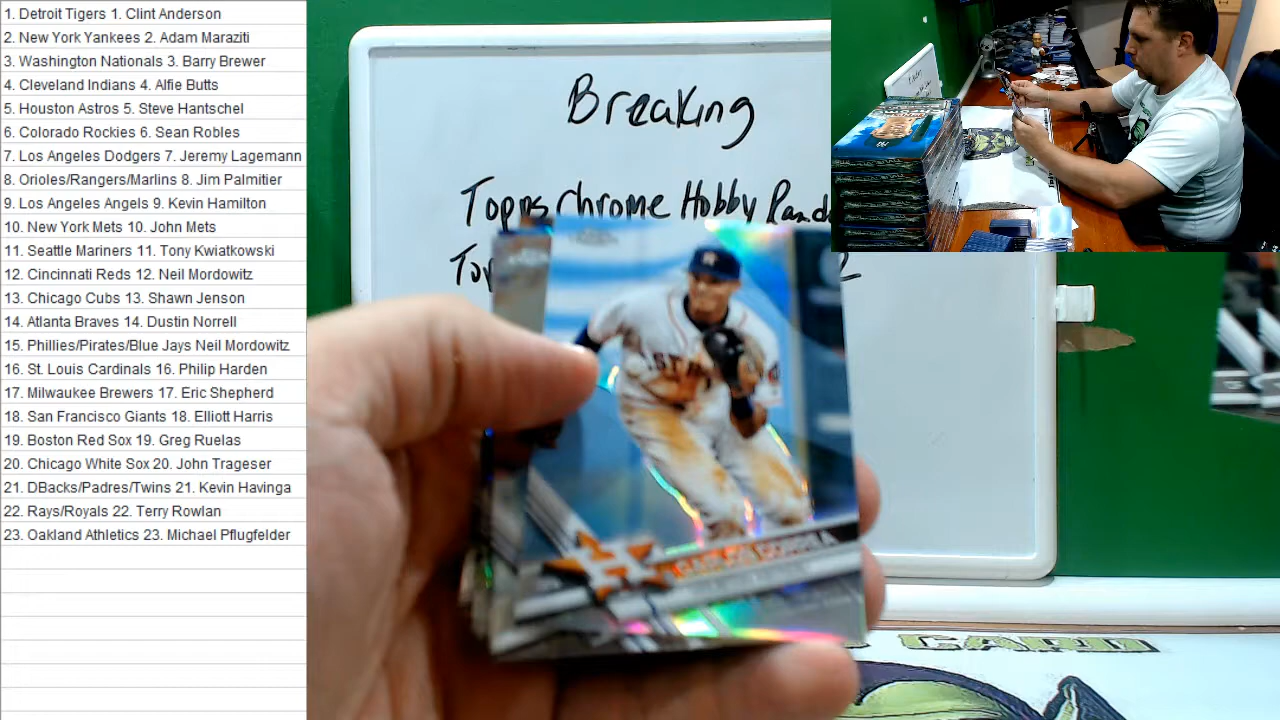 1. Detroit Tigers 1. Clint Anderson
2. New York Yankees 2. Adam Maraziti
3. Washington Nationals 3. Barry Brewer
4. Cleveland Indians 4. Alfie Butts
5. Houston Astros 5. Steve Hantschel
6. Colorado Rockies 6. Sean Robles
7. Los Angeles Dodgers 7. Jeremy Lagemann
8. Orioles/Rangers/Marlins 8. Jim Palmitier
9. Los Angeles Angels 9. Kevin Hamilton
10. New York Mets 10. John Mets
11. Seattle Mariners 11. Tony Kwiatkowski
12. Cincinnati Reds 12. Neil Mordowitz
13. Chicago Cubs 13. Shawn Jenson
14. Atlanta Braves 14. Dustin Norrell
15. Phillies/Pirates/Blue Jays Neil Mordowitz
16. St. Louis Cardinals 16. Philip Harden
17. Milwaukee Brewers 17. Eric Shepherd
18. San Francisco Giants 18. Elliott Harris
19. Boston Red Sox 19. Greg Ruelas
20. Chicago White Sox 20. John Trageser
21. DBacks/Padres/Twins 21. Kevin Havinga
22. Rays/Royals 22. Terry Rowlan
23. Oakland Athletics 23. Michael Pflugfelder
Breaking
Topps Chrome Hobby
CARLOS CORREA
CARD